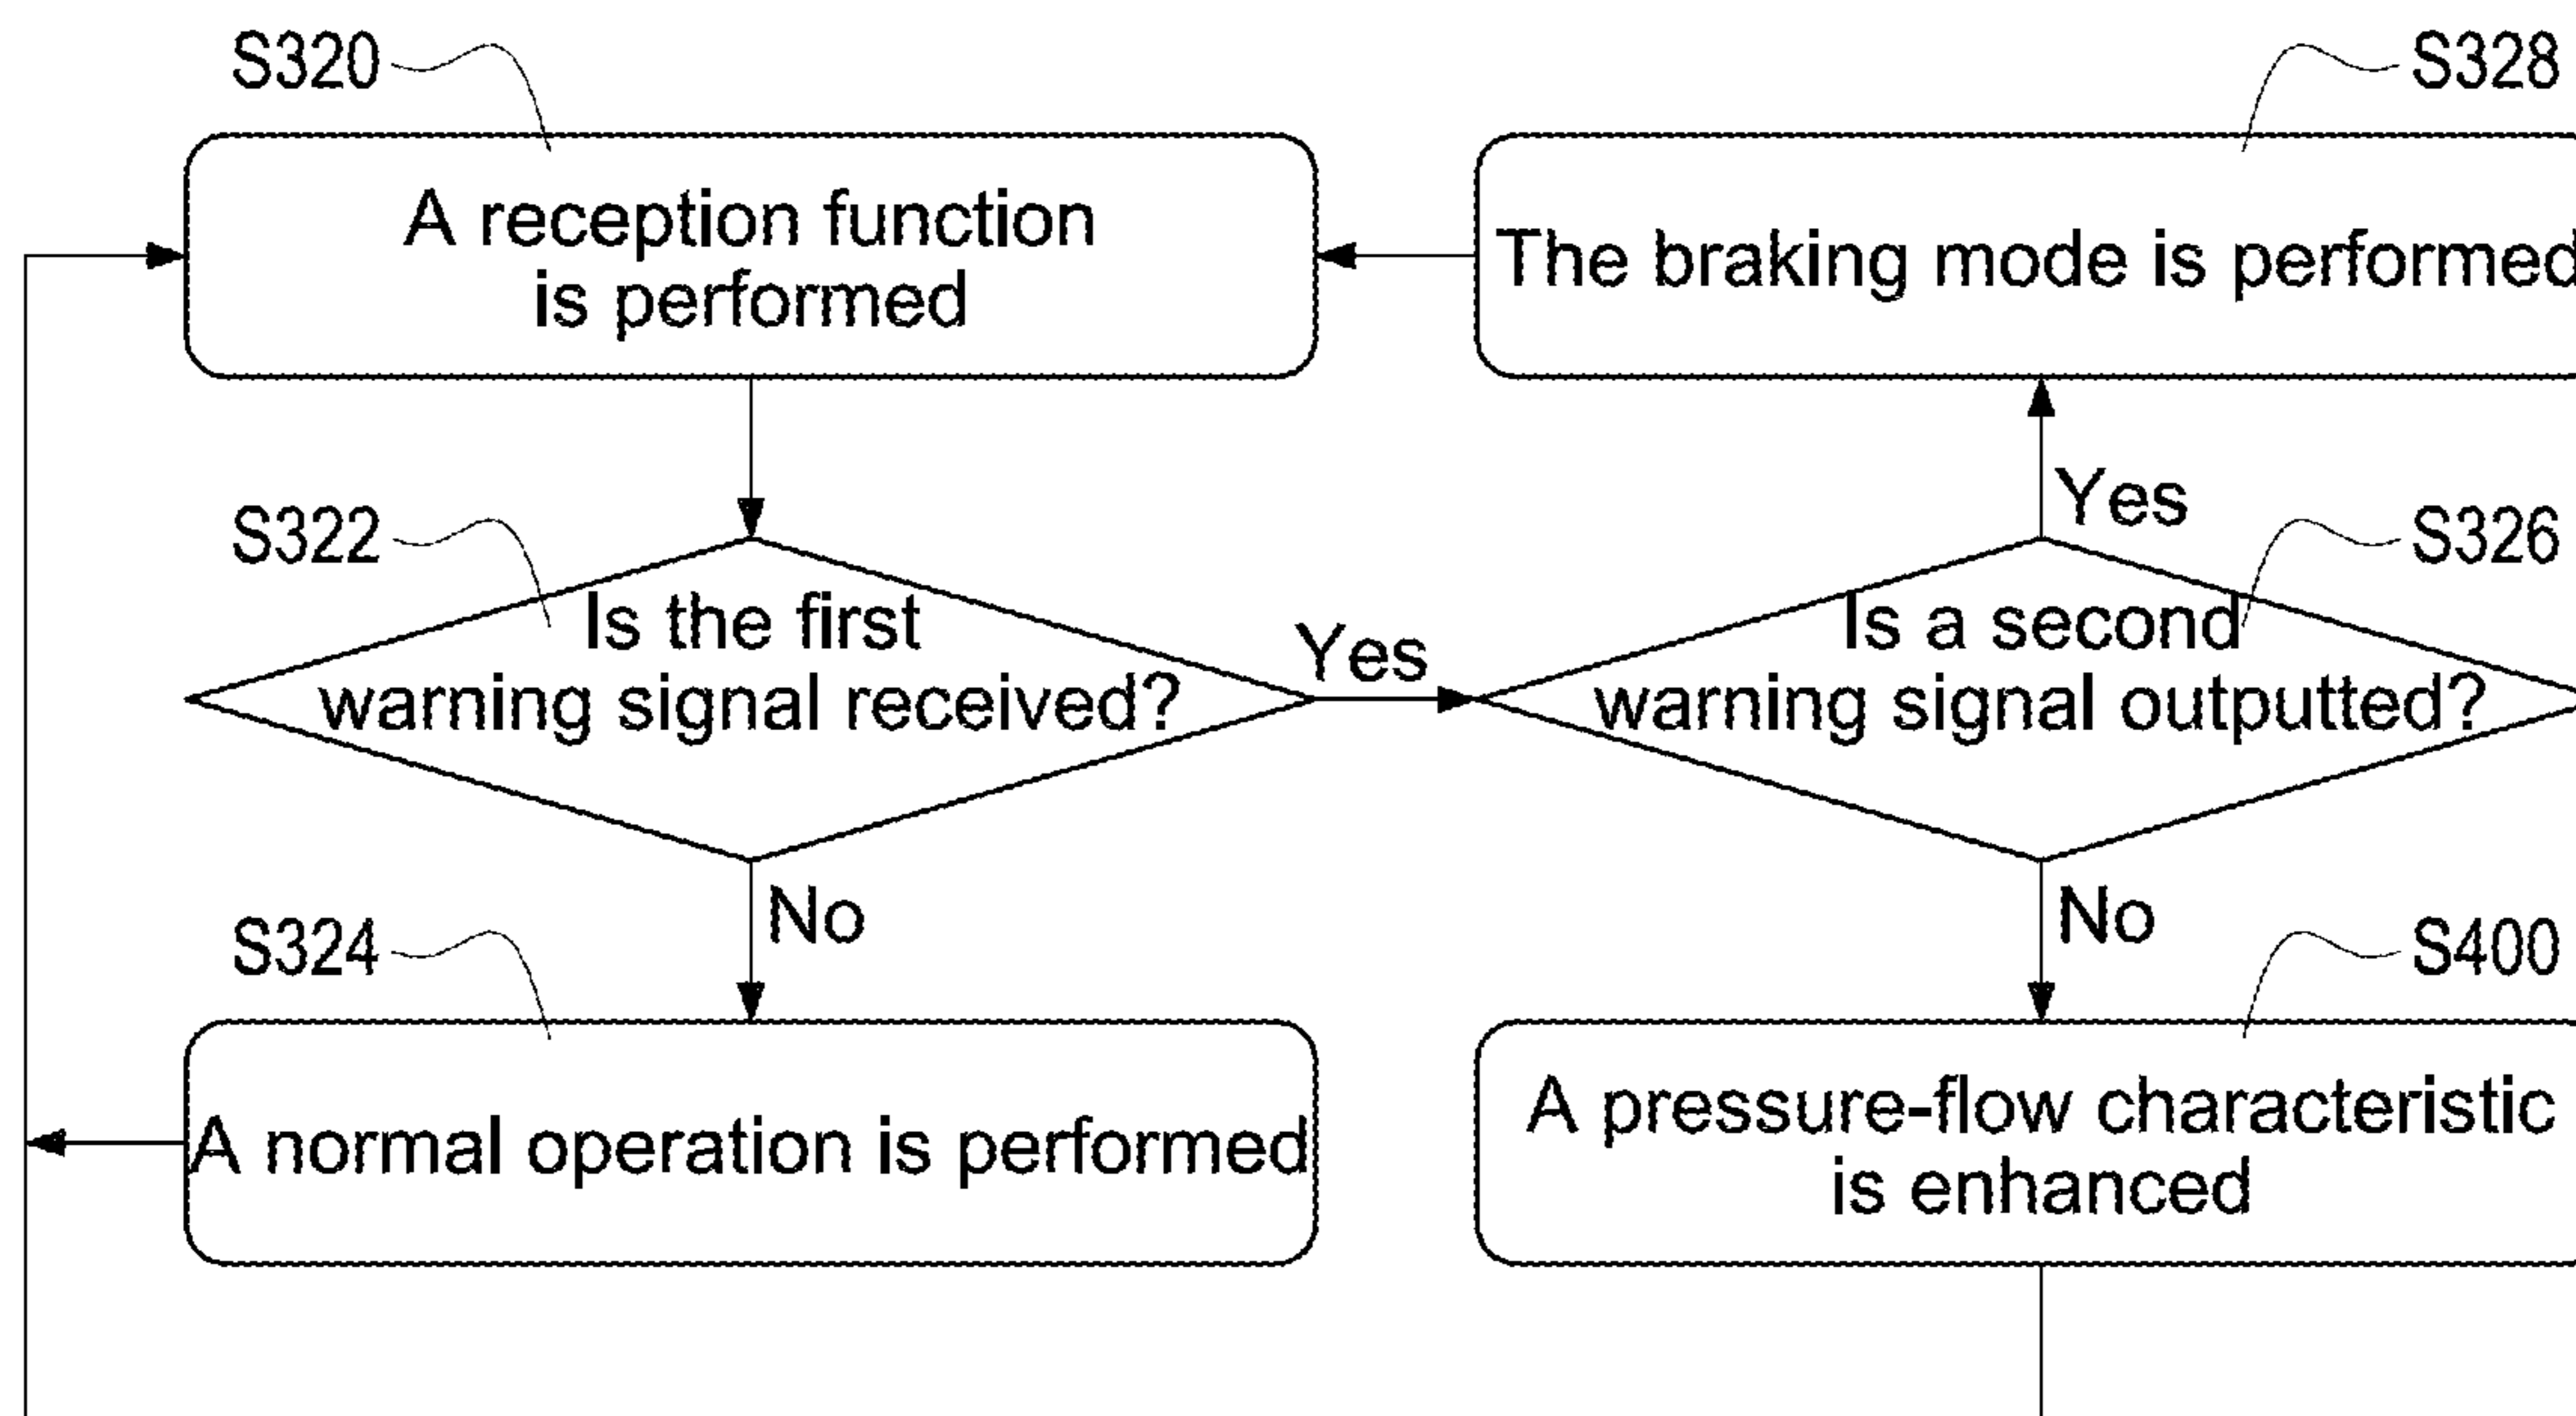 S320
A reception function
is performed
S328
The braking mode is performed
S322
Is the first
warning signal received?
Yes
Yes
S326
Is a second
warning signal outputted?
No
S324
A normal operation is performed
No
S400
A pressure-flow characteristic
is enhanced